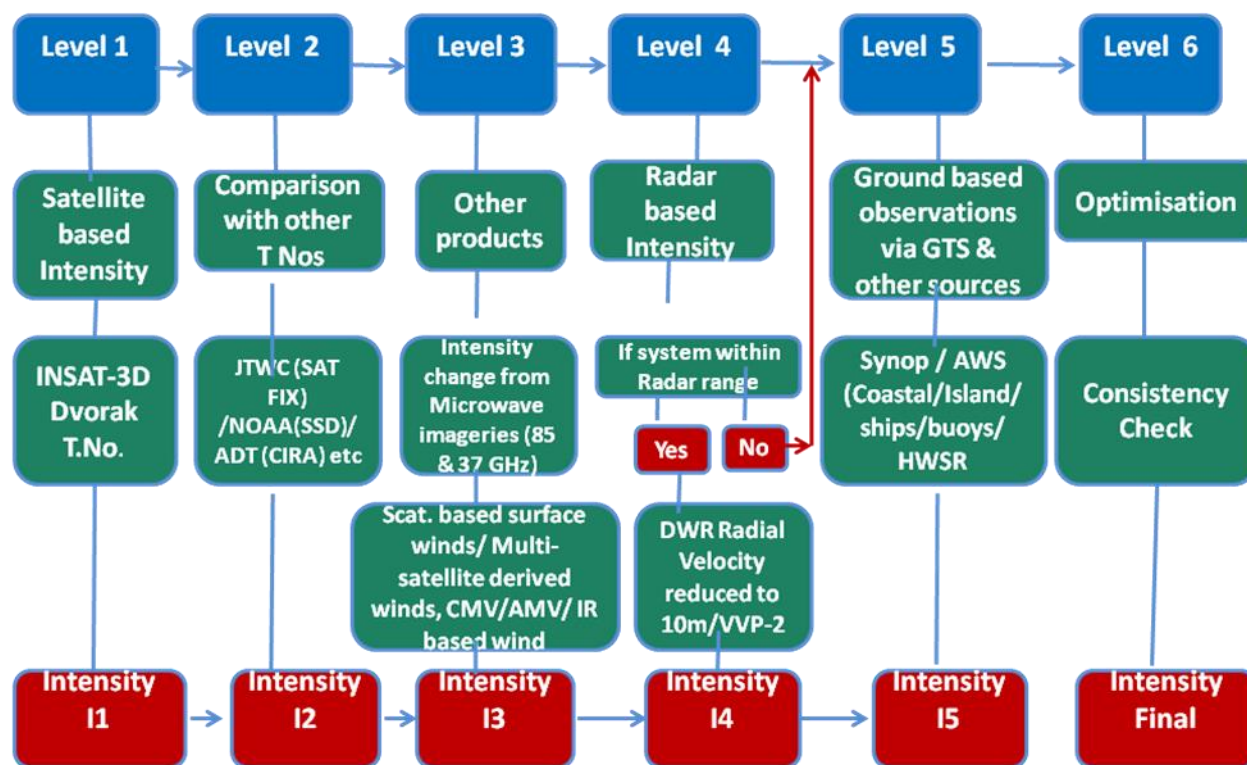 Level 1
Level 2
Level 3
Level 4
Level 5
Level 6
Satellite
based
Intensity
Comparison
with other
T Nos
Other
products
Radar
based
Intensity
Ground based
observations
via GTS &
other sources
Optimisation
INSAT-3D
Dvorak
T.No.
JTWC (SAT
FIX)
/NOAA(SSD)/
ADT (CIRA) etc
Intensity
change from
Microwave
imageries (85
& 37 GHz)
If system within
Radar range
Yes
No
Synop / AWS
(Coastal/Island/
ships/buoys/
HWSR
Consistency
Check
Scat. based surface
winds/ Multi-
satellite derived
winds, CMV/AMV/ IR
based wind
DWR Radial
Velocity
reduced to
10m/VVP-2
Intensity
I1
Intensity
I2
Intensity
I3
Intensity
I4
Intensity
I5
Intensity
Final